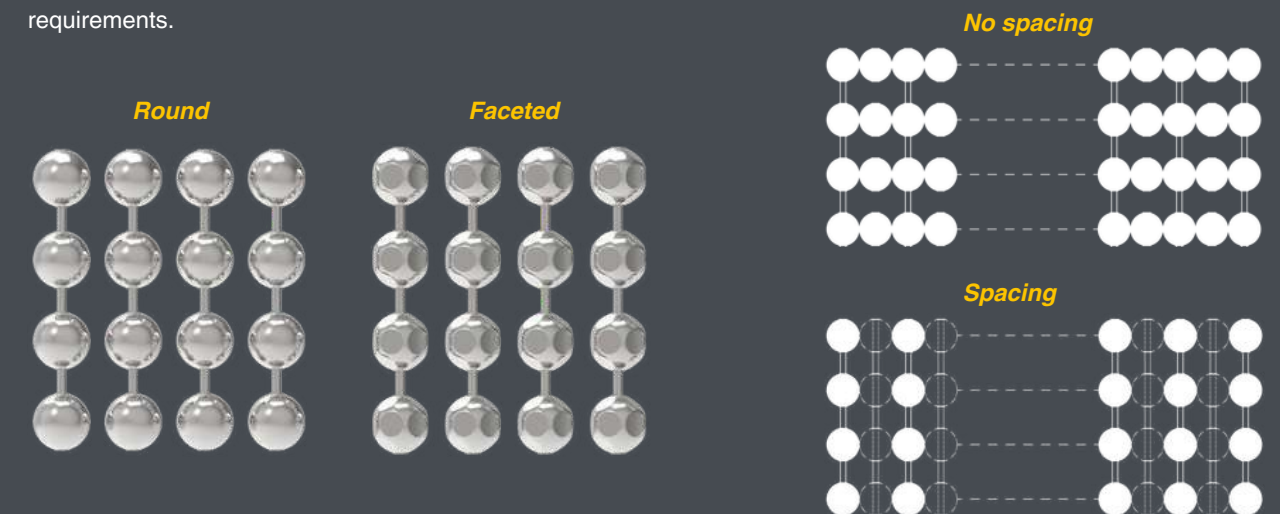 requirements.
Round
Faceted
No spacing
Spacing